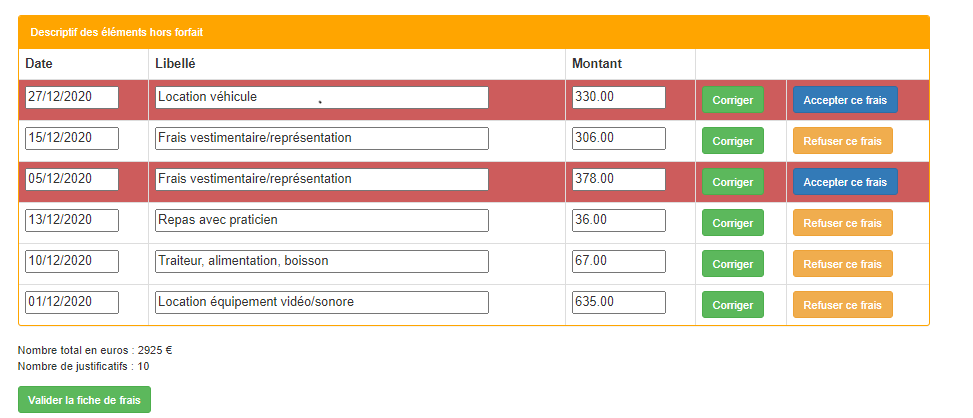 Descriptif des éléments hors forfait
Date Libellé Montant
27/12/2020 Location véhicule 330.00 Corriger Accepter ce frais
15/12/2020 Frais vestimentaire/représentation 306.00 Corriger Refuser ce frais
05/12/2020 Frais vestimentaire/représentation 378.00 Corriger Accepter ce frais
13/12/2020 Repas avec praticien 36.00 Corriger Refuser ce frais
10/12/2020 Traiteur, alimentation, boisson 67.00 Corriger Refuser ce frais
01/12/2020 Location équipement vidéo/sonore 635.00 Corriger Refuser ce frais
Nombre total en euros : 2925 €
Nombre de justificatifs : 10
Valider la fiche de frais